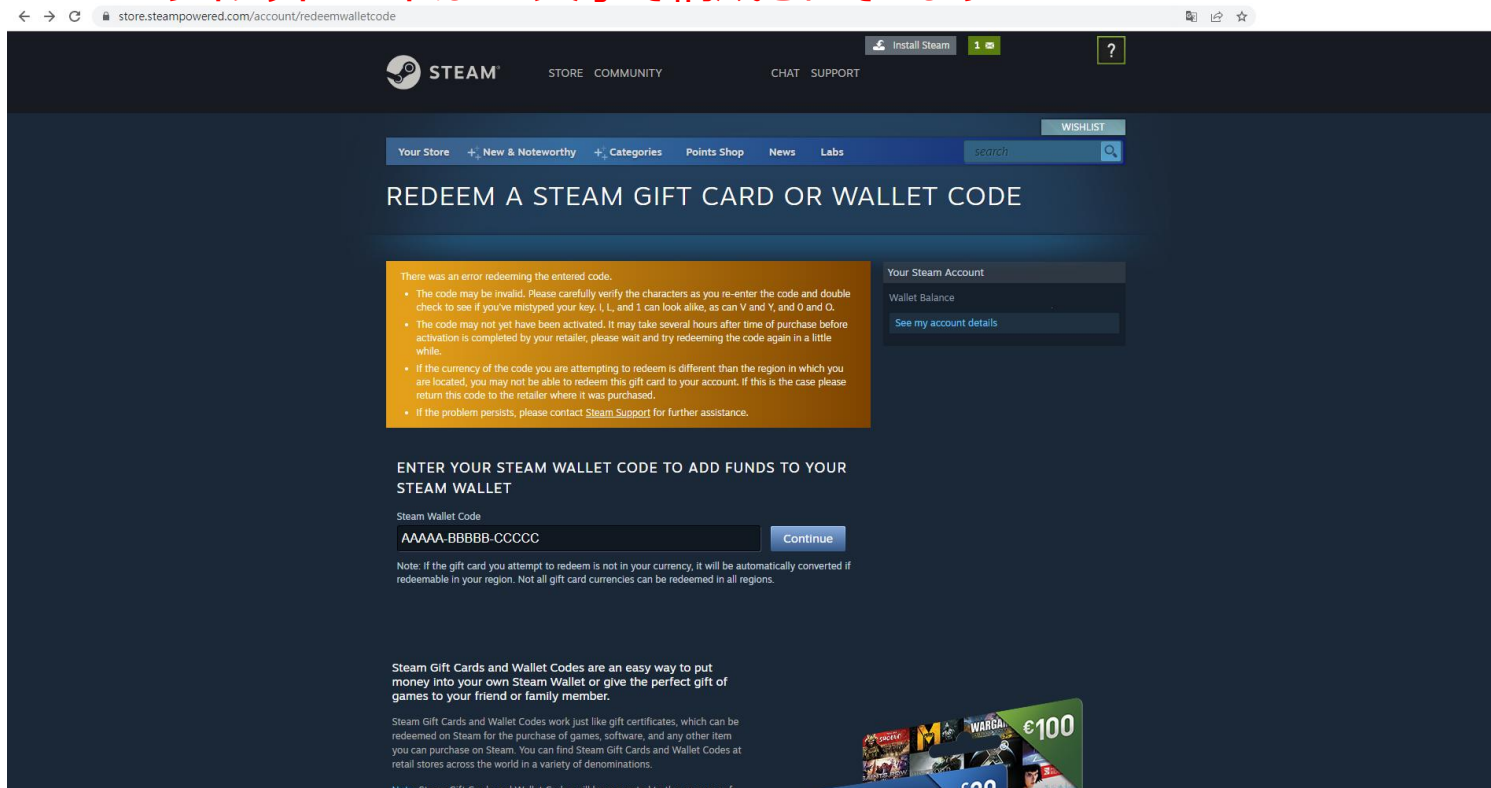 store.steampowered.com/account/redeemwalletcode
Install Steam
1
?
STEAM®
STORE COMMUNITY CHAT SUPPORT
WISHLIST
Your Store New & Noteworthy Categories Points Shop News Labs search
REDEEM A STEAM GIFT CARD OR WALLET CODE
There was an error redeeming the entered code.
• The code may be invalid. Please carefully verify the characters as you re-enter the code and double
check to see if you've mistyped your key. I, L, and 1 can look alike, as can V and Y, and 0 and O.
• The code may not yet have been activated. It may take several hours after time of purchase before
activation is completed by your retailer, please wait and try redeeming the code again in a little
while.
• If the currency of the code you are attempting to redeem is different than the region in which you
are located, you may not be able to redeem this gift card to your account. If this is the case please
return this code to the retailer where it was purchased.
• If the problem persists, please contact Steam Support for further assistance.
Your Steam Account
Wallet Balance
See my account details
ENTER YOUR STEAM WALLET CODE TO ADD FUNDS TO YOUR
STEAM WALLET
Steam Wallet Code
AAAAA-BBBBB-CCCCC
Continue
Note: If the gift card you attempt to redeem is not in your currency, it will be automatically converted if
redeemable in your region. Not all gift card currencies can be redeemed in all regions.
Steam Gift Cards and Wallet Codes are an easy way to put
money into your own Steam Wallet or give the perfect gift of
games to your friend or family member.
Steam Gift Cards and Wallet Codes work just like gift certificates, which can be
redeemed on Steam for the purchase of games, software, and any other item
you can purchase on Steam. You can find Steam Gift Cards and Wallet Codes at
retail stores across the world in a variety of denominations.
€100